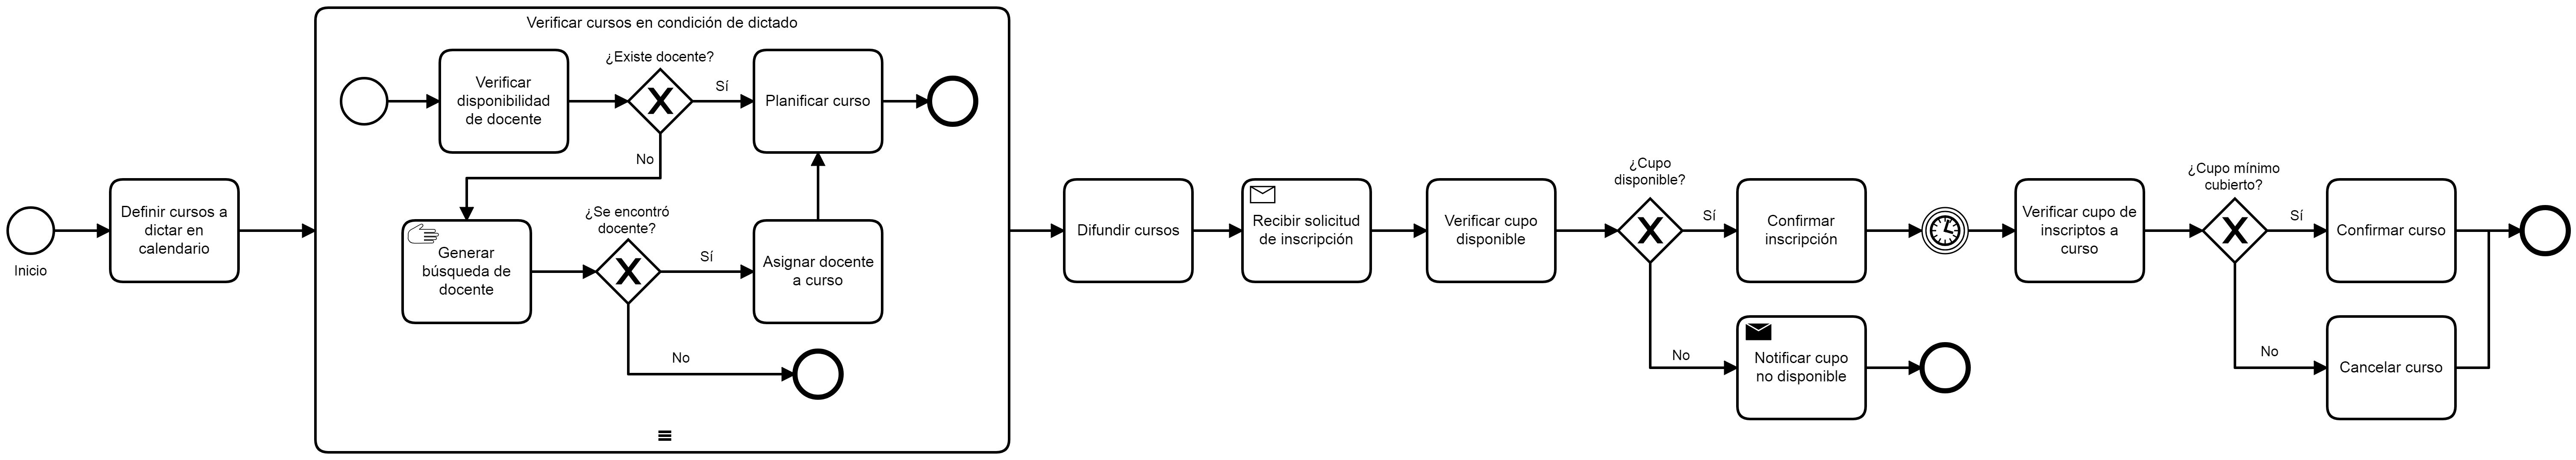 Inicio
Definir cursos a
dictar en
calendario
Verificar cursos en condición de dictado
Verificar
disponibilidad
de docente
¿Existe docente?
Sí
No
Planificar curso
Generar
búsqueda de
docente
¿Se encontró
docente?
Sí
No
Asignar docente
a curso
Difundir cursos
Recibir solicitud
de inscripción
Verificar cupo
disponible
¿Cupo
disponible?
Sí
No
Confirmar
inscripción
Notificar cupo
no disponible
Verificar cupo de
inscriptos a
curso
¿Cupo mínimo
cubierto?
Sí
No
Confirmar curso
Cancelar curso